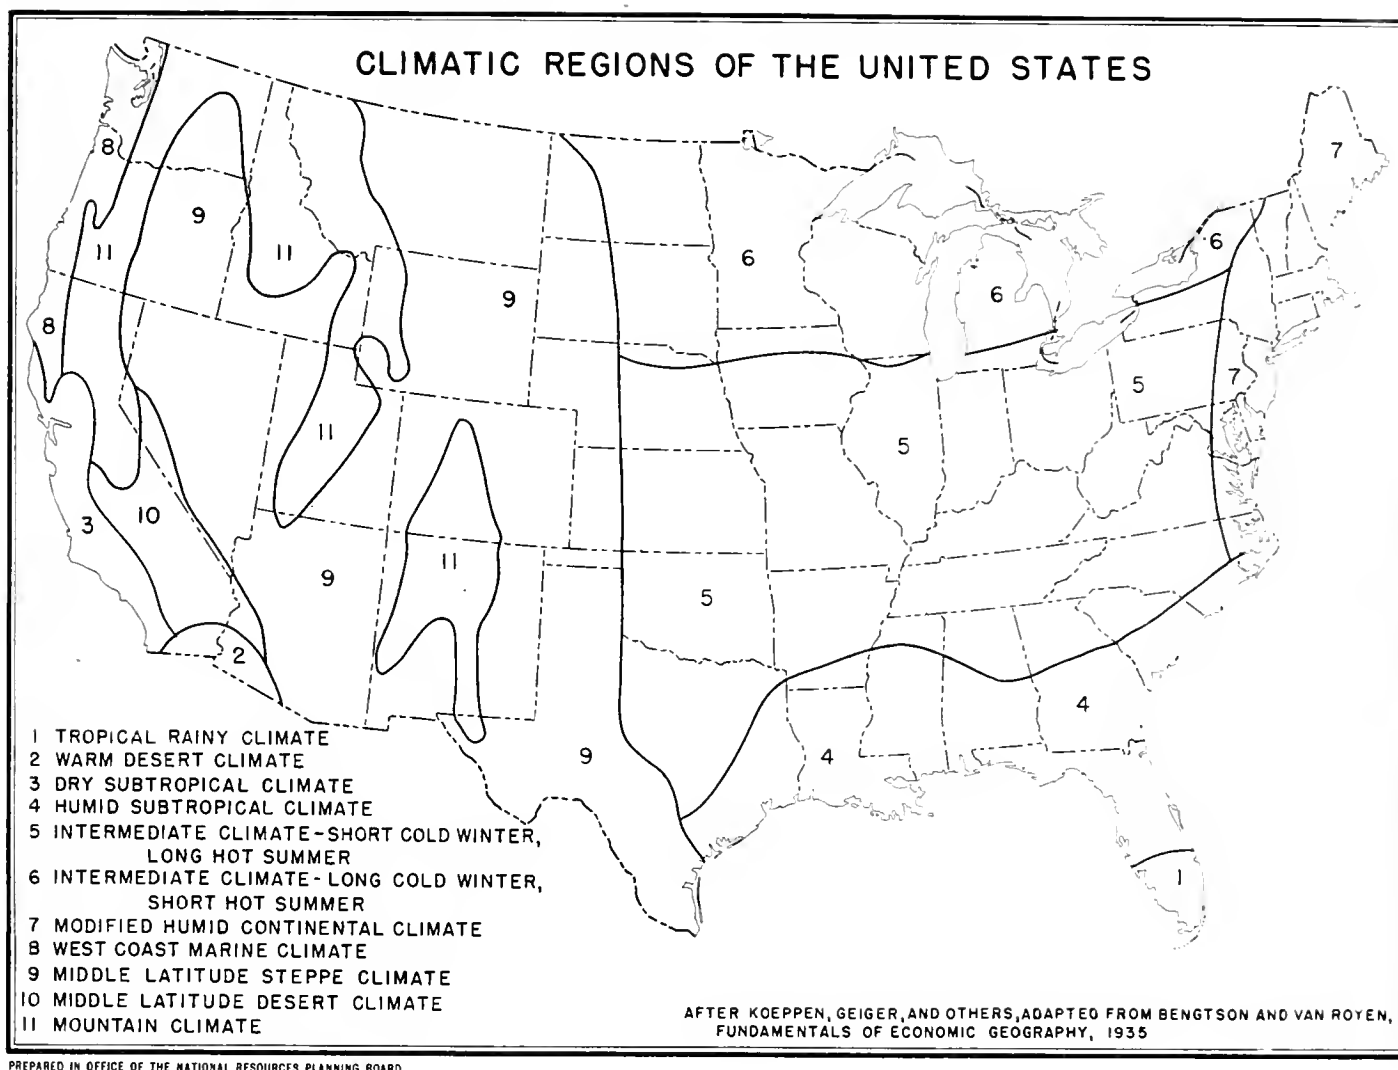 CLIMATIC REGIONS OF THE UNITED STATES
7
8
9
6
6
11
11
6
9
8
7
5
11
5
10
3
11
9
5
2
4
9
4
1
1 TROPICAL RAINY CLIMATE
2 WARM DESERT CLIMATE
3 DRY SUBTROPICAL CLIMATE
4 HUMID SUBTROPICAL CLIMATE
5 INTERMEDIATE CLIMATE-SHORT COLD WINTER,
LONG HOT SUMMER
6 INTERMEDIATE CLIMATE-LONG COLD WINTER,
SHORT HOT SUMMER
7 MODIFIED HUMID CONTINENTAL CLIMATE
8 WEST COAST MARINE CLIMATE
9 MIDDLE LATITUDE STEPPE CLIMATE
10 MIDDLE LATITUDE DESERT CLIMATE
11 MOUNTAIN CLIMATE
AFTER KOEPPEN, GEIGER, AND OTHERS, ADAPTED FROM BENGTSON AND VAN ROYEN,
FUNDAMENTALS OF ECONOMIC GEOGRAPHY, 1935
PREPARED IN OFFICE OF THE NATIONAL RESOURCES PLANNING BOARD